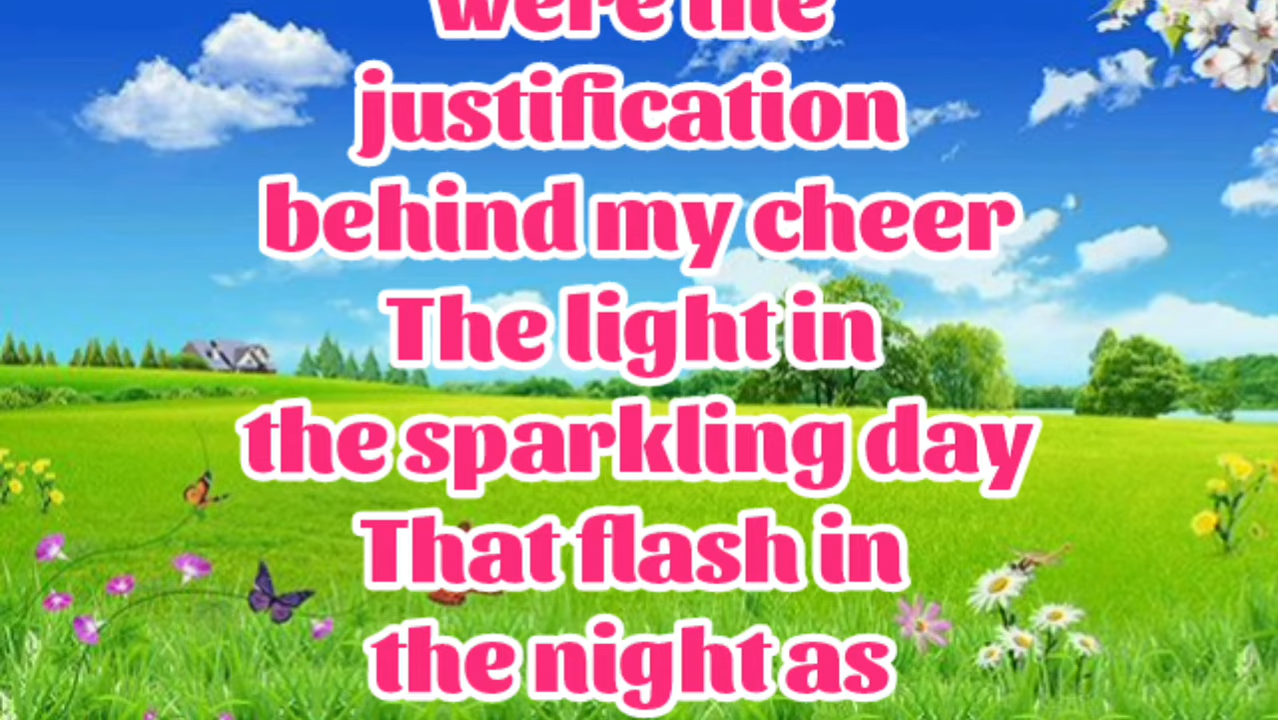 were the
justification
behind my cheer
The light in
the sparkling day
That flash in
the night as